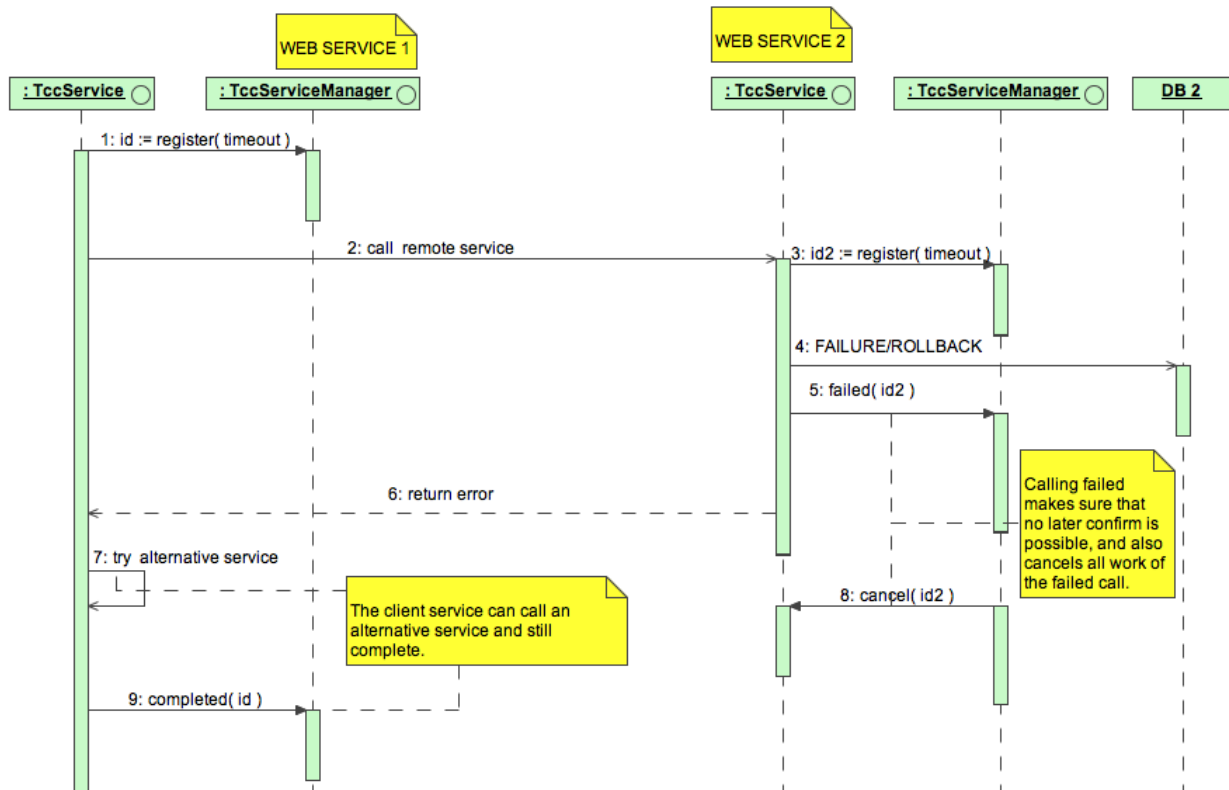 WEB SERVICE 1
WEB SERVICE 2
: TccService
: TccServiceManager
: TccService
: TccServiceManager
DB 2
1: id := register( timeout )
2: call remote service
3: id2 := register( timeout )
4: FAILURE/ROLLBACK
5: failed( id2 )
Calling failed
makes sure that
no later confirm is
possible, and also
cancels all work of
the failed call.
6: return error
7: try alternative service
8: cancel( id2 )
The client service can call an
alternative service and still
complete.
9: completed( id )